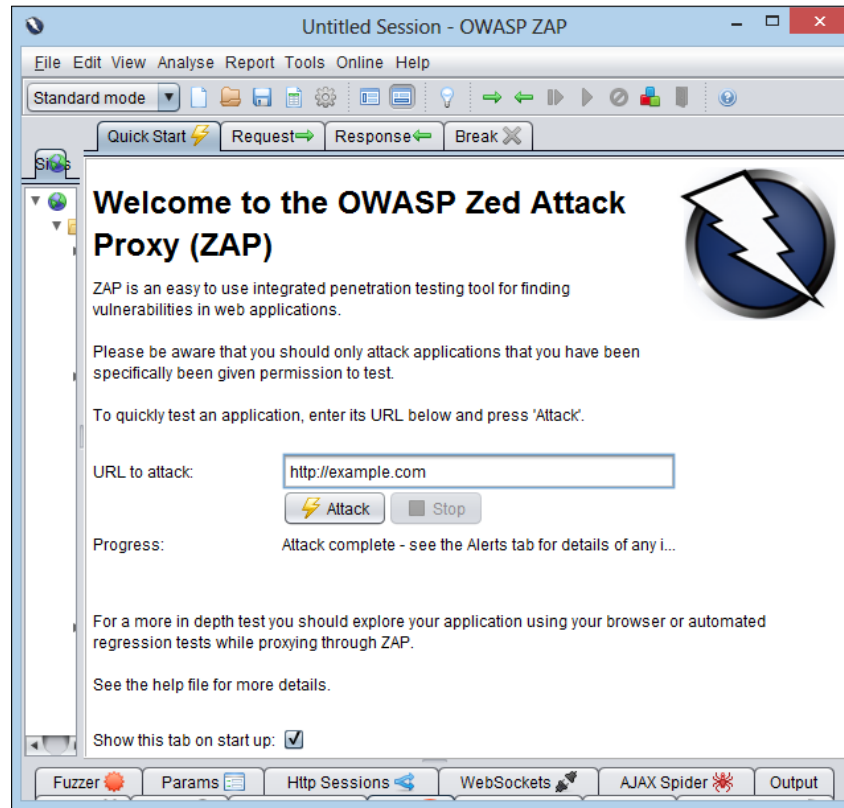 Untitled Session - OWASP ZAP
File Edit View Analyse Report Tools Online Help
Standard mode
Quick Start Request Response Break
Welcome to the OWASP Zed Attack
Proxy (ZAP)
ZAP is an easy to use integrated penetration testing tool for finding
vulnerabilities in web applications.
Please be aware that you should only attack applications that you have been
specifically been given permission to test.
To quickly test an application, enter its URL below and press 'Attack'.
URL to attack: http://example.com
Attack Stop
Progress: Attack complete - see the Alerts tab for details of any i...
For a more in depth test you should explore your application using your browser or automated
regression tests while proxying through ZAP.
See the help file for more details.
Show this tab on start up:
Fuzzer Params Http Sessions WebSockets AJAX Spider Output